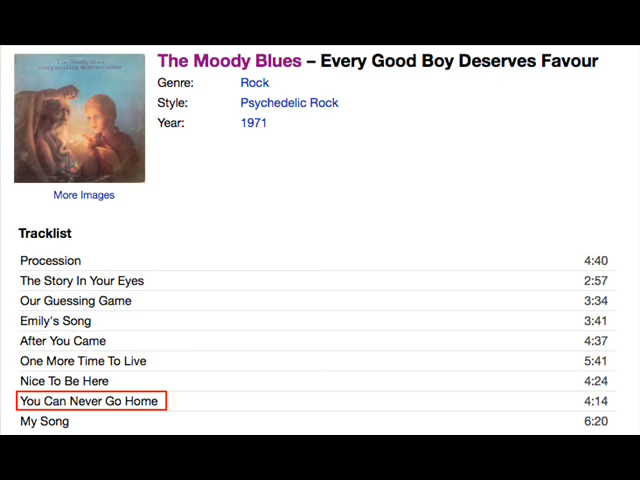 The Moody Blues – Every Good Boy Deserves Favour
Genre: Rock
Style: Psychedelic Rock
Year: 1971
More Images
Tracklist
Procession 4:40
The Story In Your Eyes 2:57
Our Guessing Game 3:34
Emily's Song 3:41
After You Came 4:37
One More Time To Live 5:41
Nice To Be Here 4:24
You Can Never Go Home 4:14
My Song 6:20